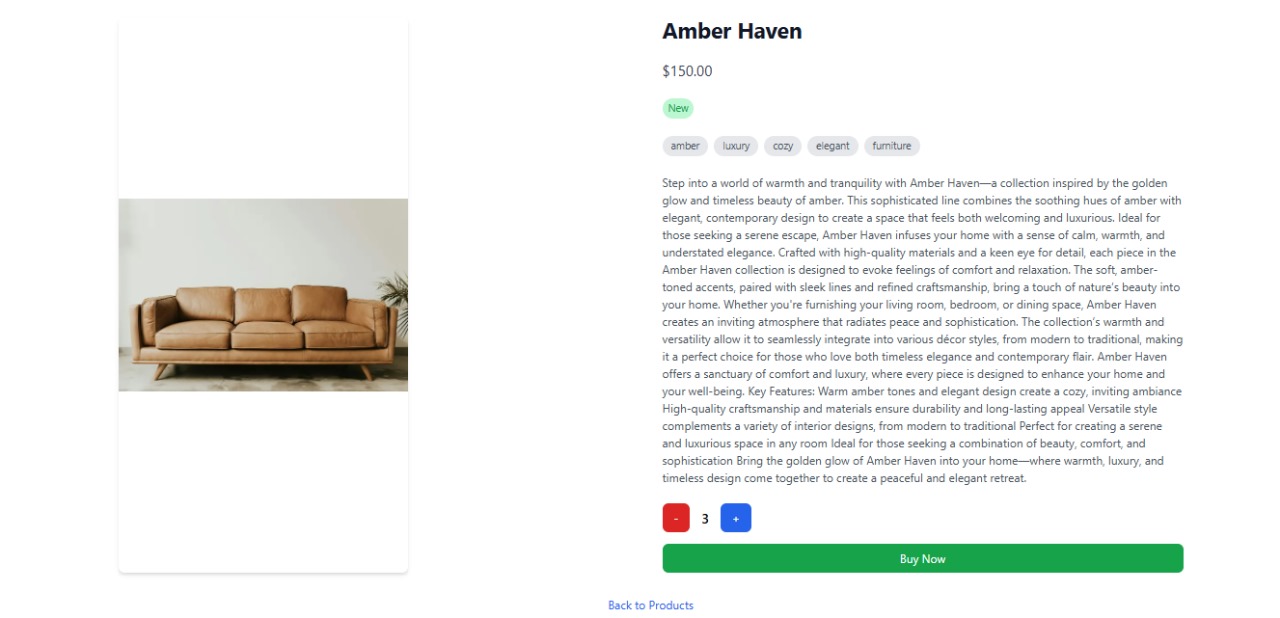 Amber Haven
$150.00
New
amber luxury cozy elegant furniture
Step into a world of warmth and tranquility with Amber Haven—a collection inspired by the golden
glow and timeless beauty of amber. This sophisticated line combines the soothing hues of amber with
elegant, contemporary design to create a space that feels both welcoming and luxurious. Ideal for
those seeking a serene escape, Amber Haven infuses your home with a sense of calm, warmth, and
understated elegance. Crafted with high-quality materials and a keen eye for detail, each piece in the
Amber Haven collection is designed to evoke feelings of comfort and relaxation. The soft, amber-
toned accents, paired with sleek lines and refined craftsmanship, bring a touch of nature's beauty into
your home. Whether you're furnishing your living room, bedroom, or dining space, Amber Haven
creates an inviting atmosphere that radiates peace and sophistication. The collection's warmth and
versatility allow it to seamlessly integrate into various décor styles, from modern to traditional, making
it a perfect choice for those who love both timeless elegance and contemporary flair. Amber Haven
offers a sanctuary of comfort and luxury, where every piece is designed to enhance your home and
your well-being. Key Features: Warm amber tones and elegant design create a cozy, inviting ambiance
High-quality craftsmanship and materials ensure durability and long-lasting appeal Versatile style
complements a variety of interior designs, from modern to traditional Perfect for creating a serene
and luxurious space in any room Ideal for those seeking a combination of beauty, comfort, and
sophistication Bring the golden glow of Amber Haven into your home—where warmth, luxury, and
timeless design come together to create a peaceful and elegant retreat.
- 3 +
Buy Now
Back to Products